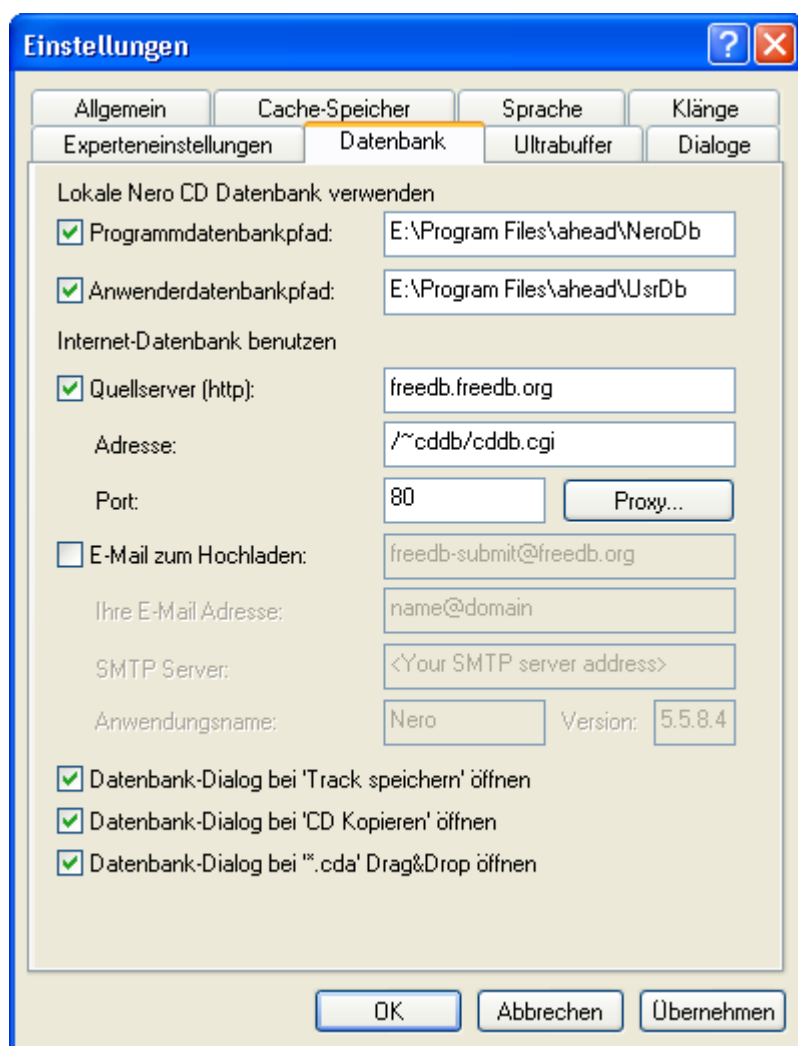 Einstellungen
Allgemein Cache-Speicher Sprache Klänge
Experteneinstellungen Datenbank Ultrabuffer Dialoge
Lokale Nero CD Datenbank verwenden
Programmdatenbankpfad: E:\Program Files\ahead\NeroDb
Anwenderdatenbankpfad: E:\Program Files\ahead\UsrDb
Internet-Datenbank benutzen
Quellserver (http): freedb.freedb.org
Adresse: /~cddb/cddb.cgi
Port: 80 Proxy...
E-Mail zum Hochladen: freedb-submit@freedb.org
Ihre E-Mail Adresse: name@domain
SMTP Server: <Your SMTP server address>
Anwendungsname: Nero Version: 5.5.8.4
Datenbank-Dialog bei 'Track speichern' öffnen
Datenbank-Dialog bei 'CD Kopieren' öffnen
Datenbank-Dialog bei '*.cda' Drag&Drop öffnen
OK Abbrechen Übernehmen